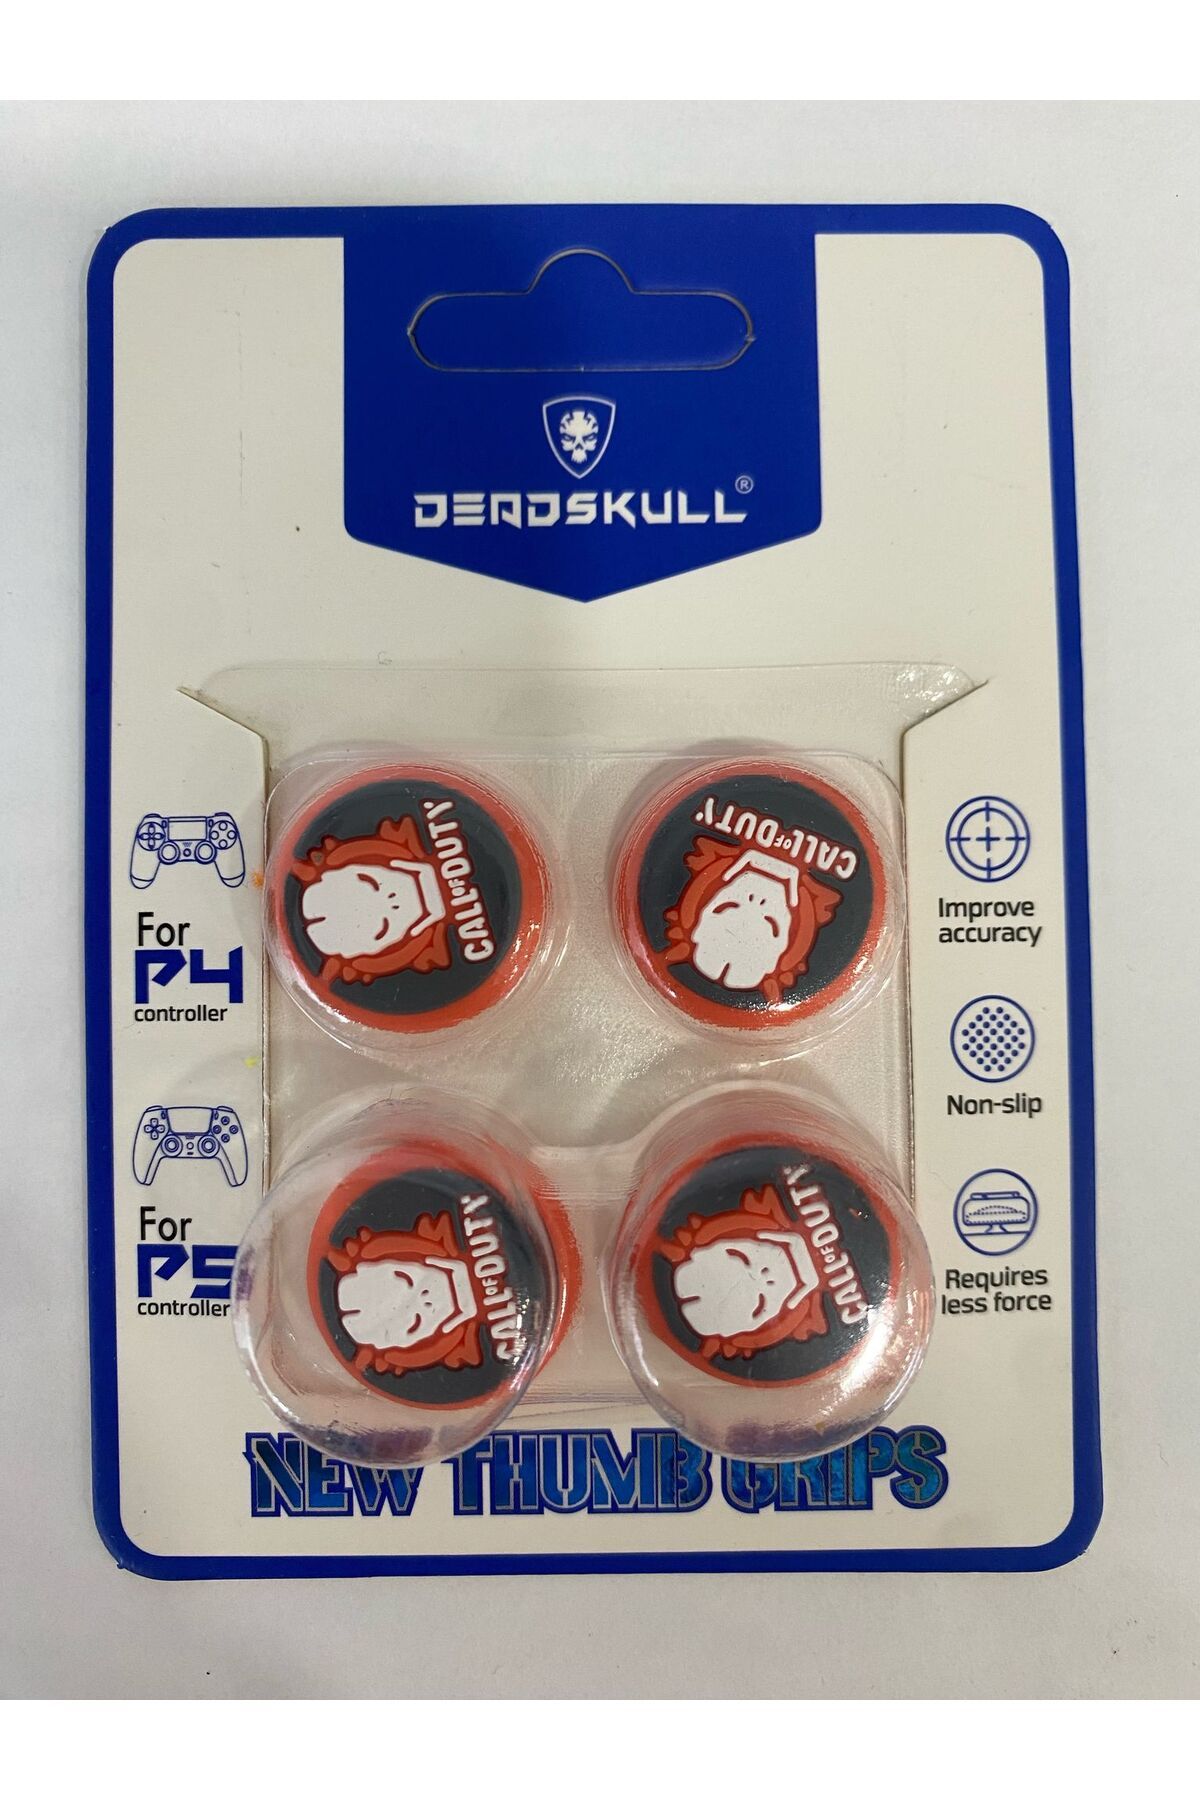 DEADSKULL®
CALL OF DUTY
CALL OF DUTY
For
P4
controller
Improve
accuracy
Non-slip
For
P5
controller
CALL OF DUTY
CALL OF DUTY
Requires
less force
NEW THUMB GRIPS